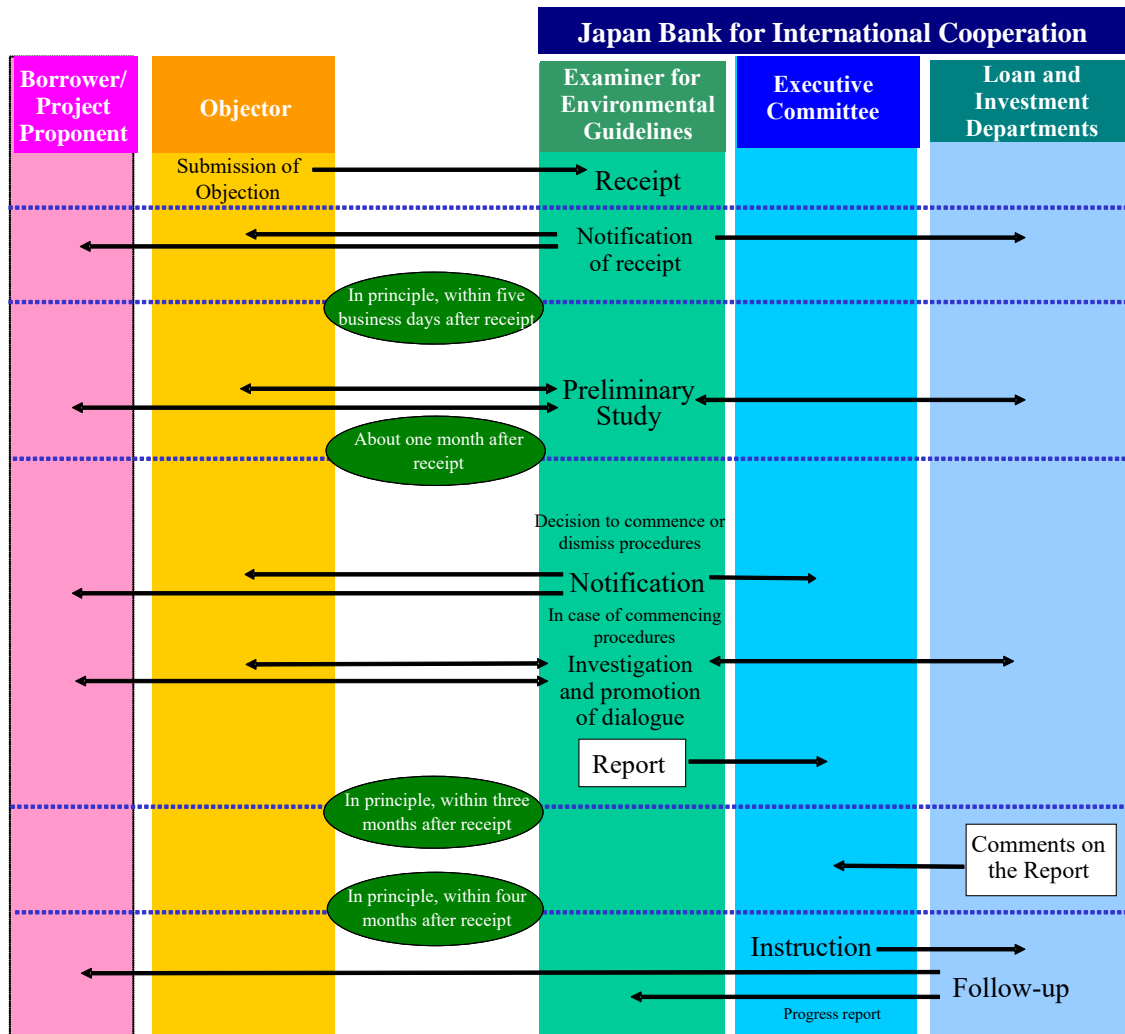 Japan Bank for International Cooperation
Borrower/
Project
Proponent
Objector
Examiner for
Environmental
Guidelines
Executive
Committee
Loan and
Investment
Departments
Submission of
Objection
Receipt
Notification
of receipt
In principle, within five
business days after receipt
Preliminary
Study
About one month after
receipt
Decision to commence or
dismiss procedures
Notification
In case of commencing
procedures
Investigation
and promotion
of dialogue
Report
In principle, within three
months after receipt
Comments on
the Report
In principle, within four
months after receipt
Instruction
Follow-up
Progress report